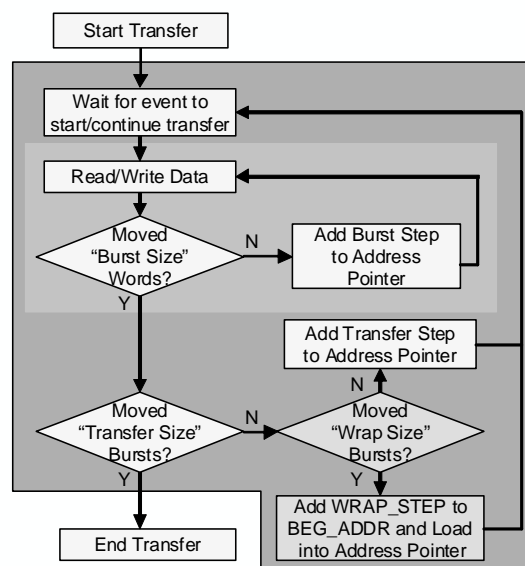 Start Transfer
Wait for event to
start/continue transfer
Read/Write Data
Moved
“Burst Size”
Words?
N
Y
Add Burst Step
to Address
Pointer
Add Transfer Step
to Address Pointer
N
Moved
“Transfer Size”
Bursts?
N
Y
Moved
“Wrap Size”
Bursts?
Y
End Transfer
Add WRAP_STEP to
BEG_ADDR and Load
into Address Pointer